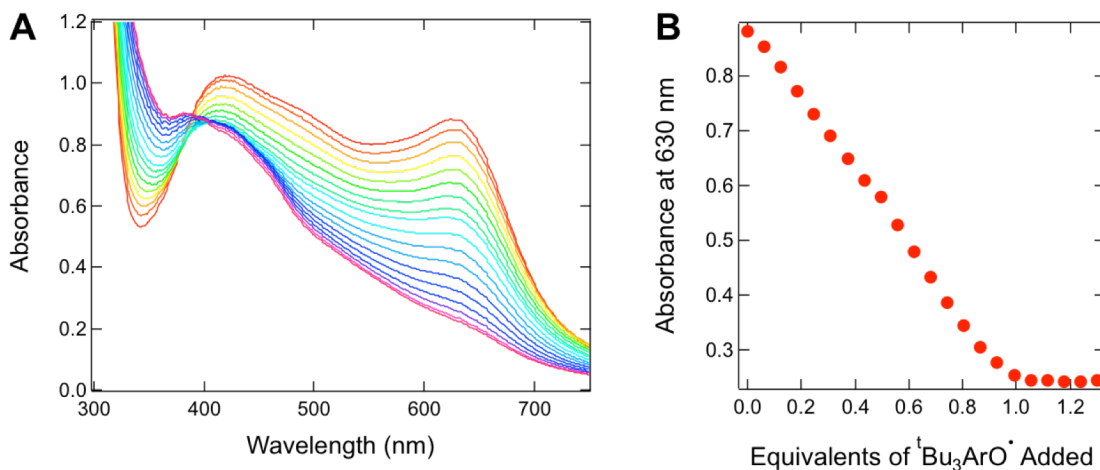 A
1.2
1.0
0.8
0.6
0.4
0.2
0.0
Absorbance
300 400 500 600 700
Wavelength (nm)
B
0.8
0.7
0.6
0.5
0.4
0.3
Absorbance at 630 nm
0.0 0.2 0.4 0.6 0.8 1.0 1.2
Equivalents of ᵗBu₃ArO• Added